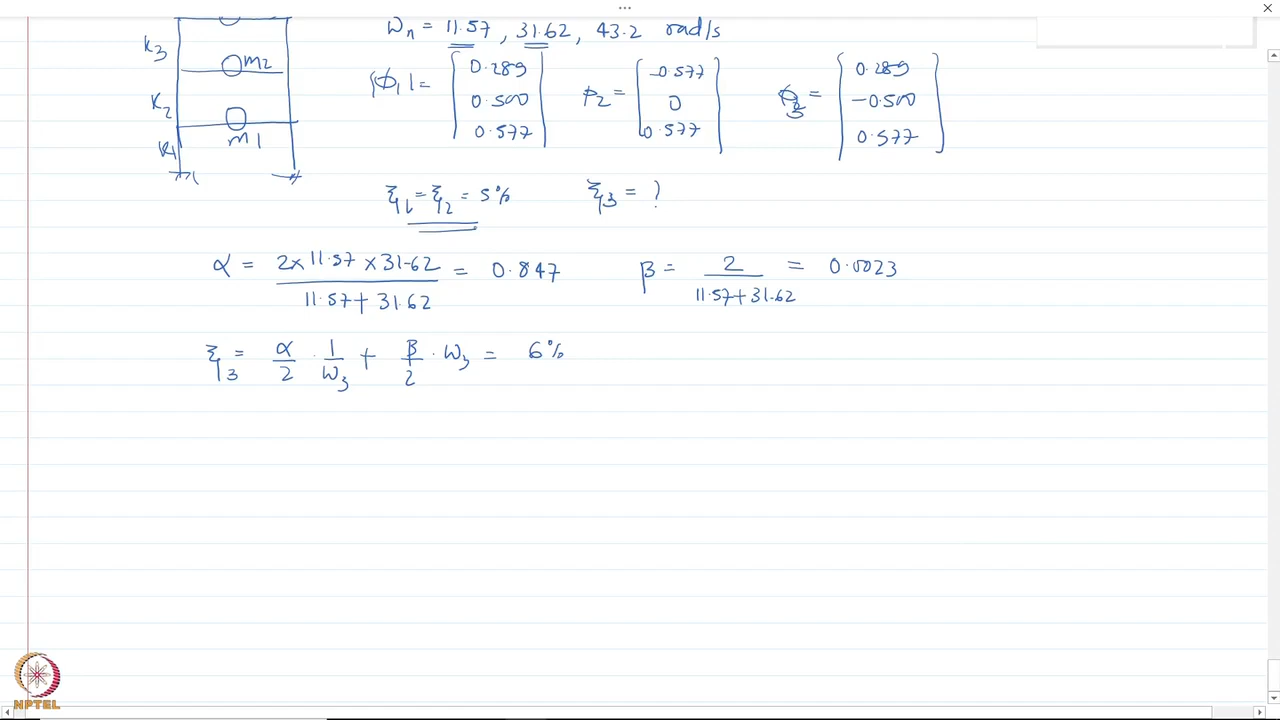 ωn = 11.57, 31.62, 43.2 rad/s
K3
m2
K2
m1
K1
ϕ1 = [0.289 0.500 0.577] ϕ2 = [-0.577 0 0.577] ϕ3 = [0.289 -0.500 0.577]
ξ1 = ξ2 = 5% ξ3 = ?
α = 2×11.57×31.62 / 11.57+31.62 = 0.847 β = 2 / 11.57+31.62 = 0.0023
ξ3 = α/2 · 1/ω3 + β/2 · ω3 = 6%
NPTEL